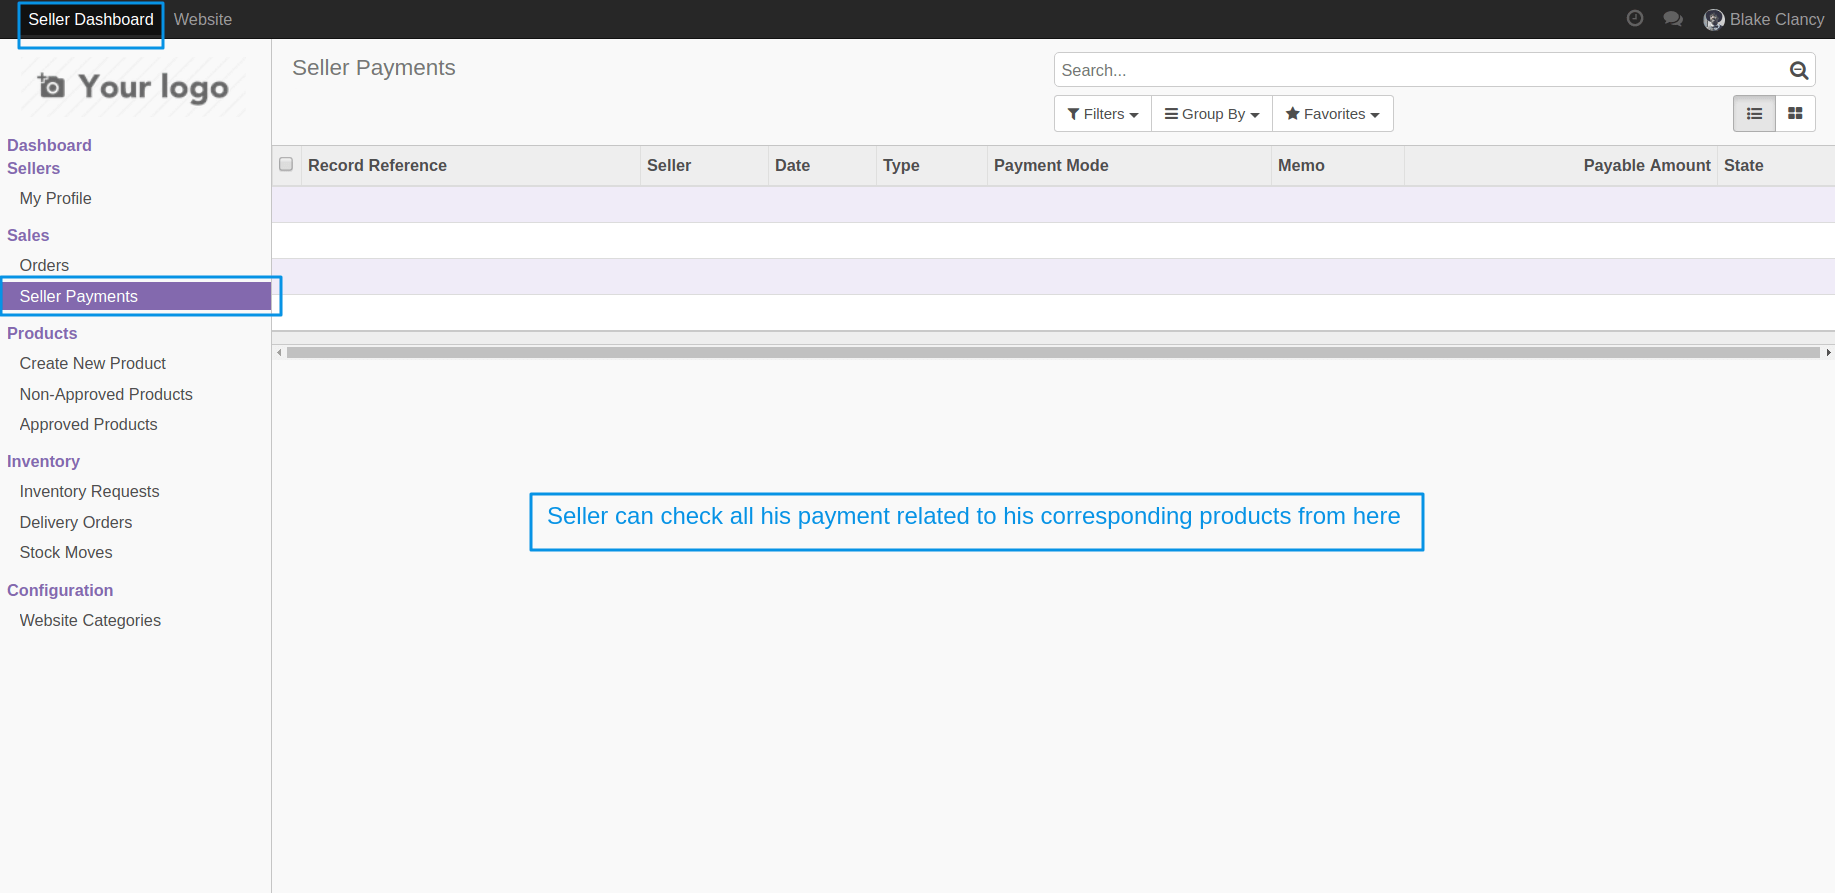 Seller Dashboard Website Blake Clancy
Your logo
Seller Payments
Search...
Filters Group By Favorites
Dashboard
Sellers
My Profile
Sales
Orders
Seller Payments
Products
Create New Product
Non-Approved Products
Approved Products
Inventory
Inventory Requests
Delivery Orders
Stock Moves
Configuration
Website Categories
Record Reference Seller Date Type Payment Mode Memo Payable Amount State
Seller can check all his payment related to his corresponding products from here